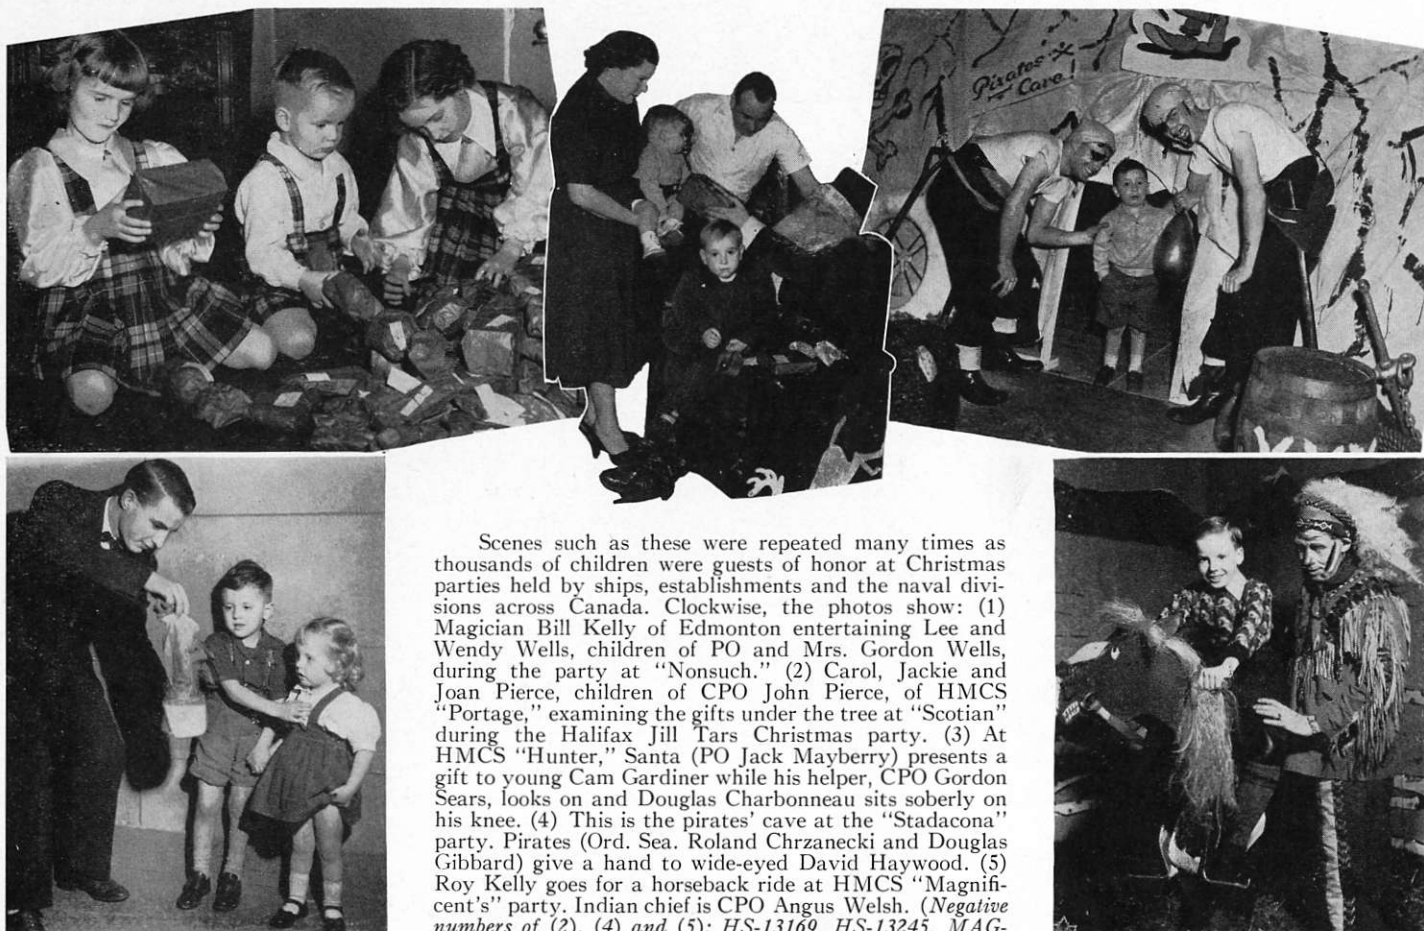 Pirates
Cave!
Scenes such as these were repeated many times as
thousands of children were guests of honor at Christmas
parties held by ships, establishments and the naval divi-
sions across Canada. Clockwise, the photos show: (1)
Magician Bill Kelly of Edmonton entertaining Lee and
Wendy Wells, children of PO and Mrs. Gordon Wells,
during the party at "Nonsuch." (2) Carol, Jackie and
Joan Pierce, children of CPO John Pierce, of HMCS
"Portage," examining the gifts under the tree at "Scotian"
during the Halifax Jill Tars Christmas party. (3) At
HMCS "Hunter," Santa (PO Jack Mayberry) presents a
gift to young Cam Gardiner while his helper, CPO Gordon
Sears, looks on and Douglas Charbonneau sits soberly on
his knee. (4) This is the pirates' cave at the "Stadacona"
party. Pirates (Ord. Sea. Roland Chrzanecki and Douglas
Gibbard) give a hand to wide-eyed David Haywood. (5)
Roy Kelly goes for a horseback ride at HMCS "Magnifi-
cent's" party. Indian chief is CPO Angus Welsh. (Negative
numbers of (2), (4) and (5): HS-13169, HS-13245, MAG-